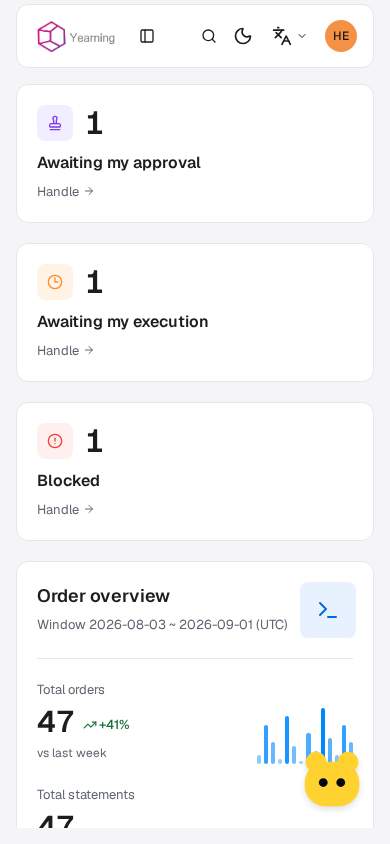 Yearning
HE
1
Awaiting my approval
Handle
1
Awaiting my execution
Handle
1
Blocked
Handle
Order overview
Window 2026-08-03 ~ 2026-09-01 (UTC)
Total orders
47 +41%
vs last week
Total statements
47